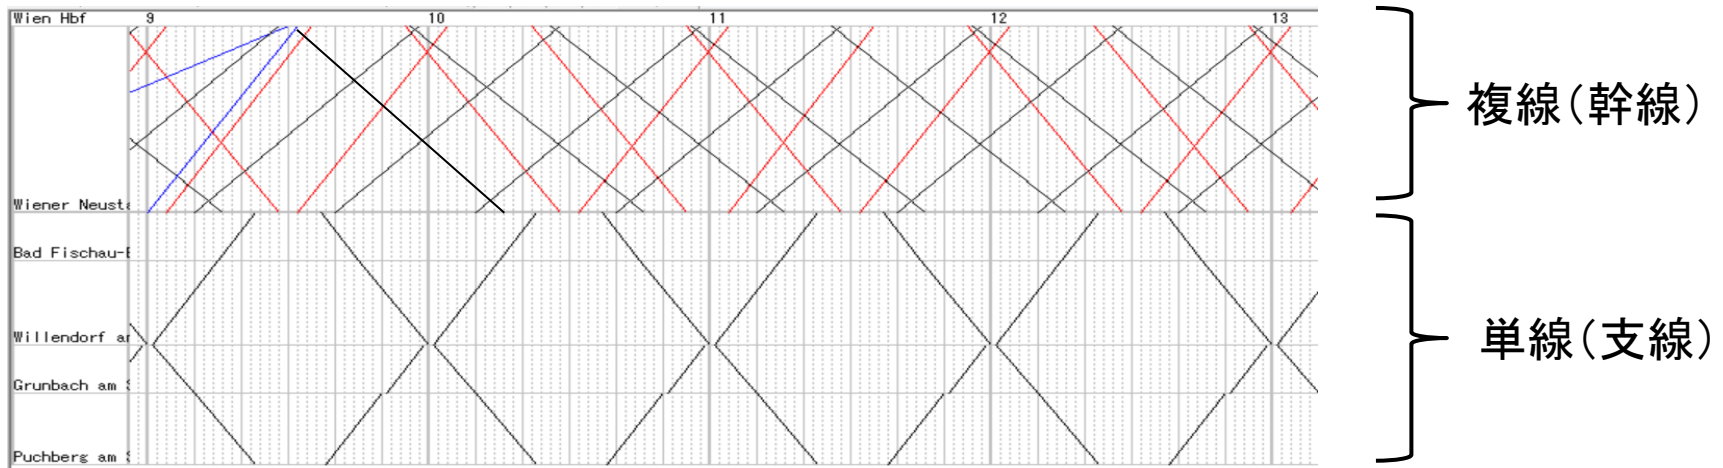 Wien Hbf 9 10 11 12 13
複線(幹線)
Wiener Neust
Bad Fischau-
Willendorf a
単線(支線)
Grunbach am
Puchberg am